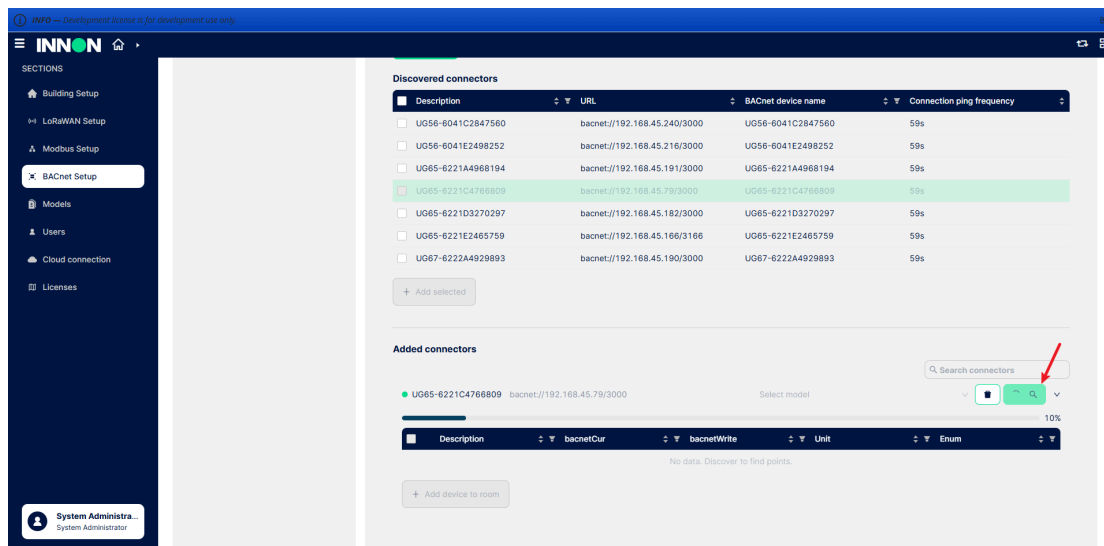 INFO — Development license is for development use only.
INNON
SECTIONS
Building Setup
LoRaWAN Setup
Modbus Setup
BACnet Setup
Models
Users
Cloud connection
Licenses
System Administra...
System Administrator
Discovered connectors
Description URL BACnet device name Connection ping frequency
UG56-6041C2847560 bacnet://192.168.45.240/3000 UG56-6041C2847560 59s
UG56-6041E2498252 bacnet://192.168.45.216/3000 UG56-6041E2498252 59s
UG65-6221A4968194 bacnet://192.168.45.191/3000 UG65-6221A4968194 59s
UG65-6221C4766809 bacnet://192.168.45.79/3000 UG65-6221C4766809 59s
UG65-6221D3270297 bacnet://192.168.45.182/3000 UG65-6221D3270297 59s
UG65-6221E2465759 bacnet://192.168.45.166/3166 UG65-6221E2465759 59s
UG67-6222A4929893 bacnet://192.168.45.190/3000 UG67-6222A4929893 59s
+ Add selected
Added connectors
Search connectors
UG65-6221C4766809 bacnet://192.168.45.79/3000 Select model
10%
Description bacnetCur bacnetWrite Unit Enum
No data. Discover to find points.
+ Add device to room